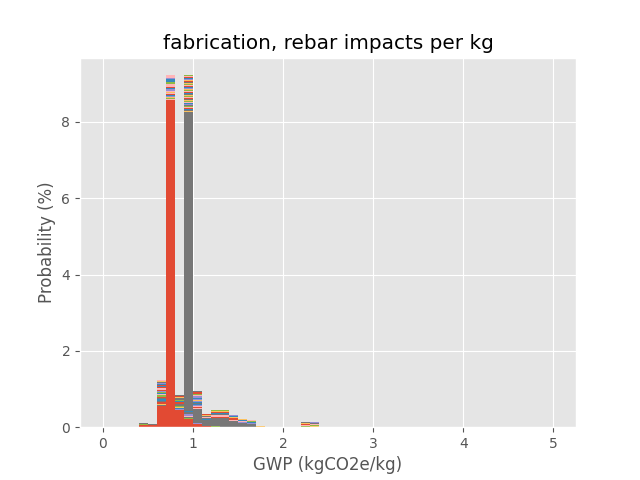 fabrication, rebar impacts per kg
Probability (%)
8
6
4
2
0
0 1 2 3 4 5
GWP (kgCO2e/kg)